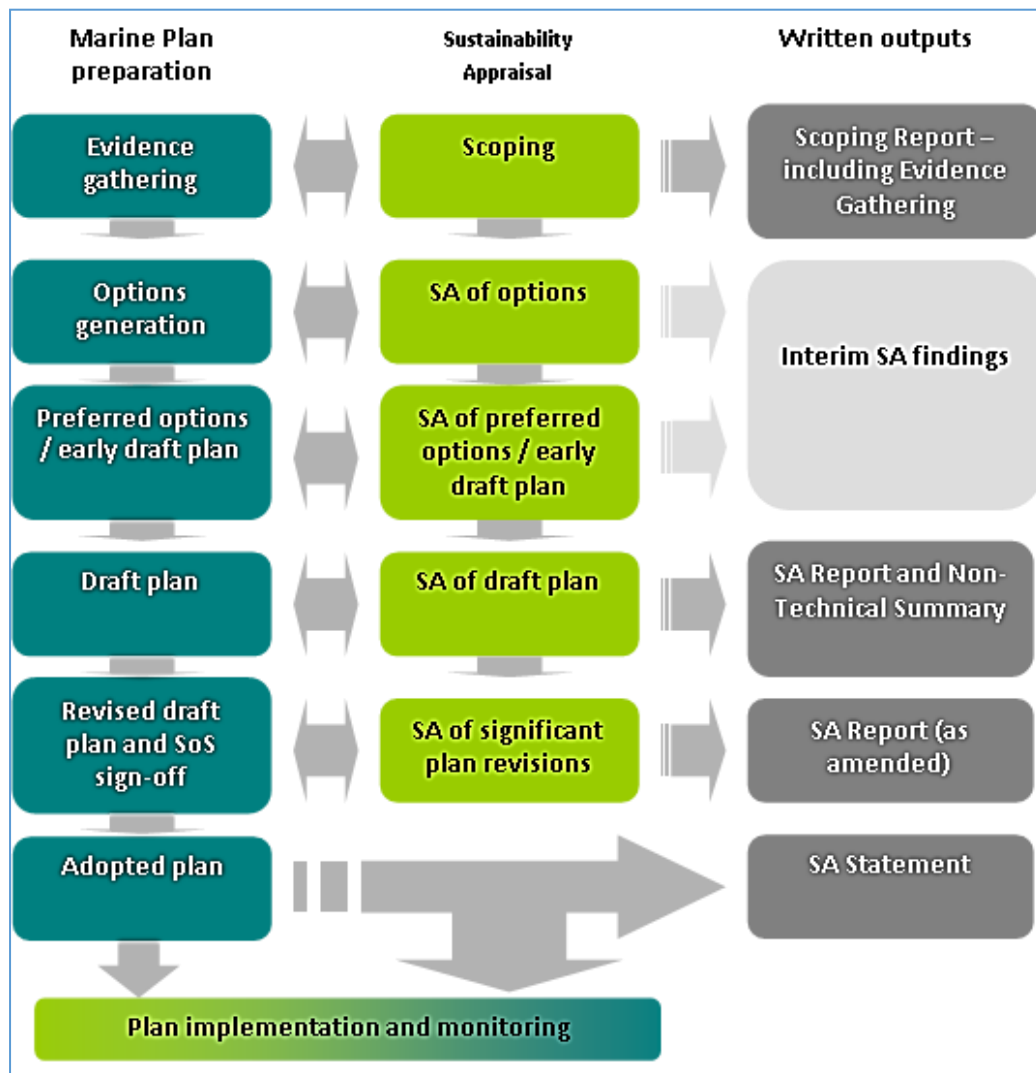 Marine Plan
preparation
Sustainability
Appraisal
Written outputs
Evidence
gathering
Scoping
Scoping Report –
including Evidence
Gathering
Options
generation
SA of options
Interim SA findings
Preferred options
/ early draft plan
SA of preferred
options / early
draft plan
Draft plan
SA of draft plan
SA Report and Non-
Technical Summary
Revised draft
plan and SoS
sign-off
SA of significant
plan revisions
SA Report (as
amended)
Adopted plan
SA Statement
Plan implementation and monitoring